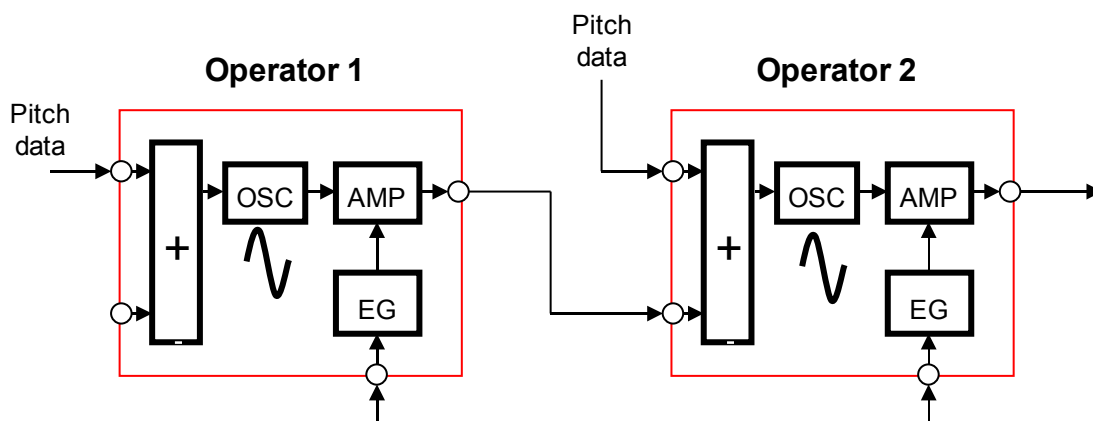 Operator 1
Pitch
data
+
OSC
AMP
EG
Pitch
data
Operator 2
+
OSC
AMP
EG